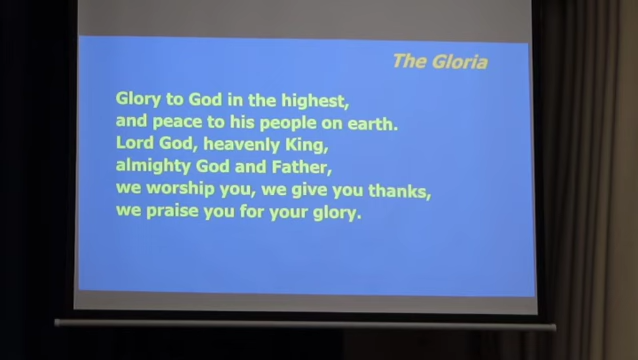 The Gloria
Glory to God in the highest,
and peace to his people on earth.
Lord God, heavenly King,
almighty God and Father,
we worship you, we give you thanks,
we praise you for your glory.